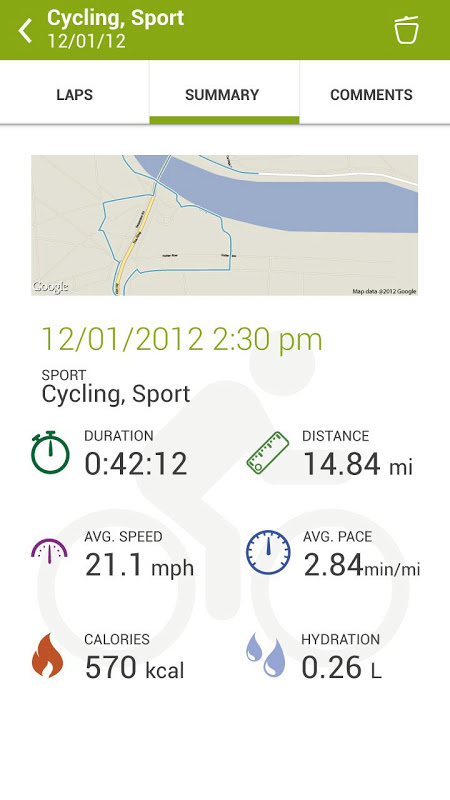 Cycling, Sport
12/01/12
LAPS
SUMMARY
COMMENTS
Google
Map data @2012 Google
12/01/2012 2:30 pm
SPORT
Cycling, Sport
DURATION
0:42:12
DISTANCE
14.84 mi
AVG. SPEED
21.1 mph
AVG. PACE
2.84min/mi
CALORIES
570 kcal
HYDRATION
0.26 L